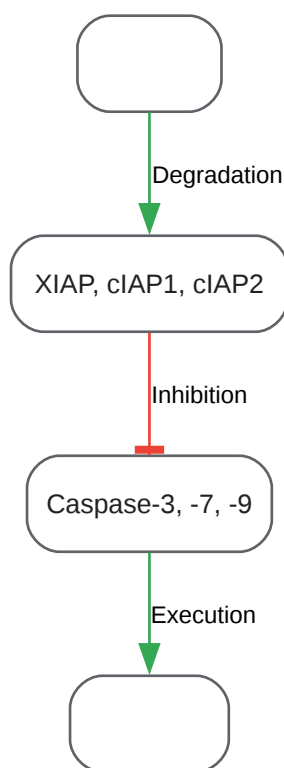 Degradation
XIAP, cIAP1, cIAP2
Inhibition
Caspase-3, -7, -9
Execution